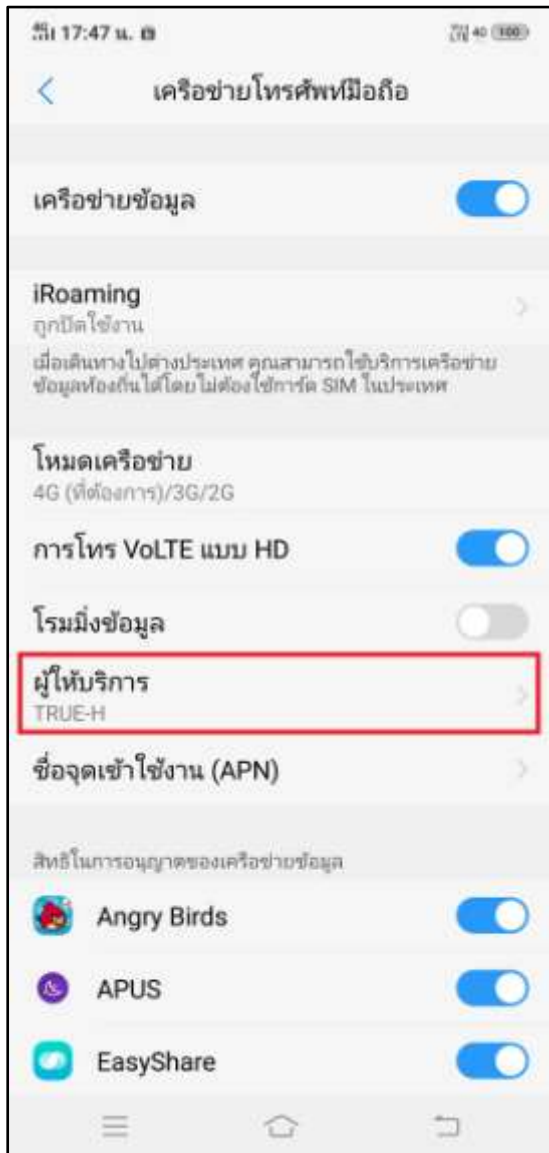 17:47 น.
100
เครือข่ายโทรศัพท์มือถือ
เครือข่ายข้อมูล
iRoaming
ถูกปิดใช้งาน
เมื่อเดินทางไปต่างประเทศ คุณสามารถใช้บริการเครือข่าย
ข้อมูลท้องถิ่นได้โดยไม่ต้องใช้การ์ด SIM ในประเทศ
โหมดเครือข่าย
4G (ที่ต้องการ)/3G/2G
การโทร VoLTE แบบ HD
โรมมิ่งข้อมูล
ผู้ให้บริการ
TRUE-H
ชื่อจุดเข้าใช้งาน (APN)
สิทธิในการอนุญาตของเครือข่ายข้อมูล
Angry Birds
APUS
EasyShare